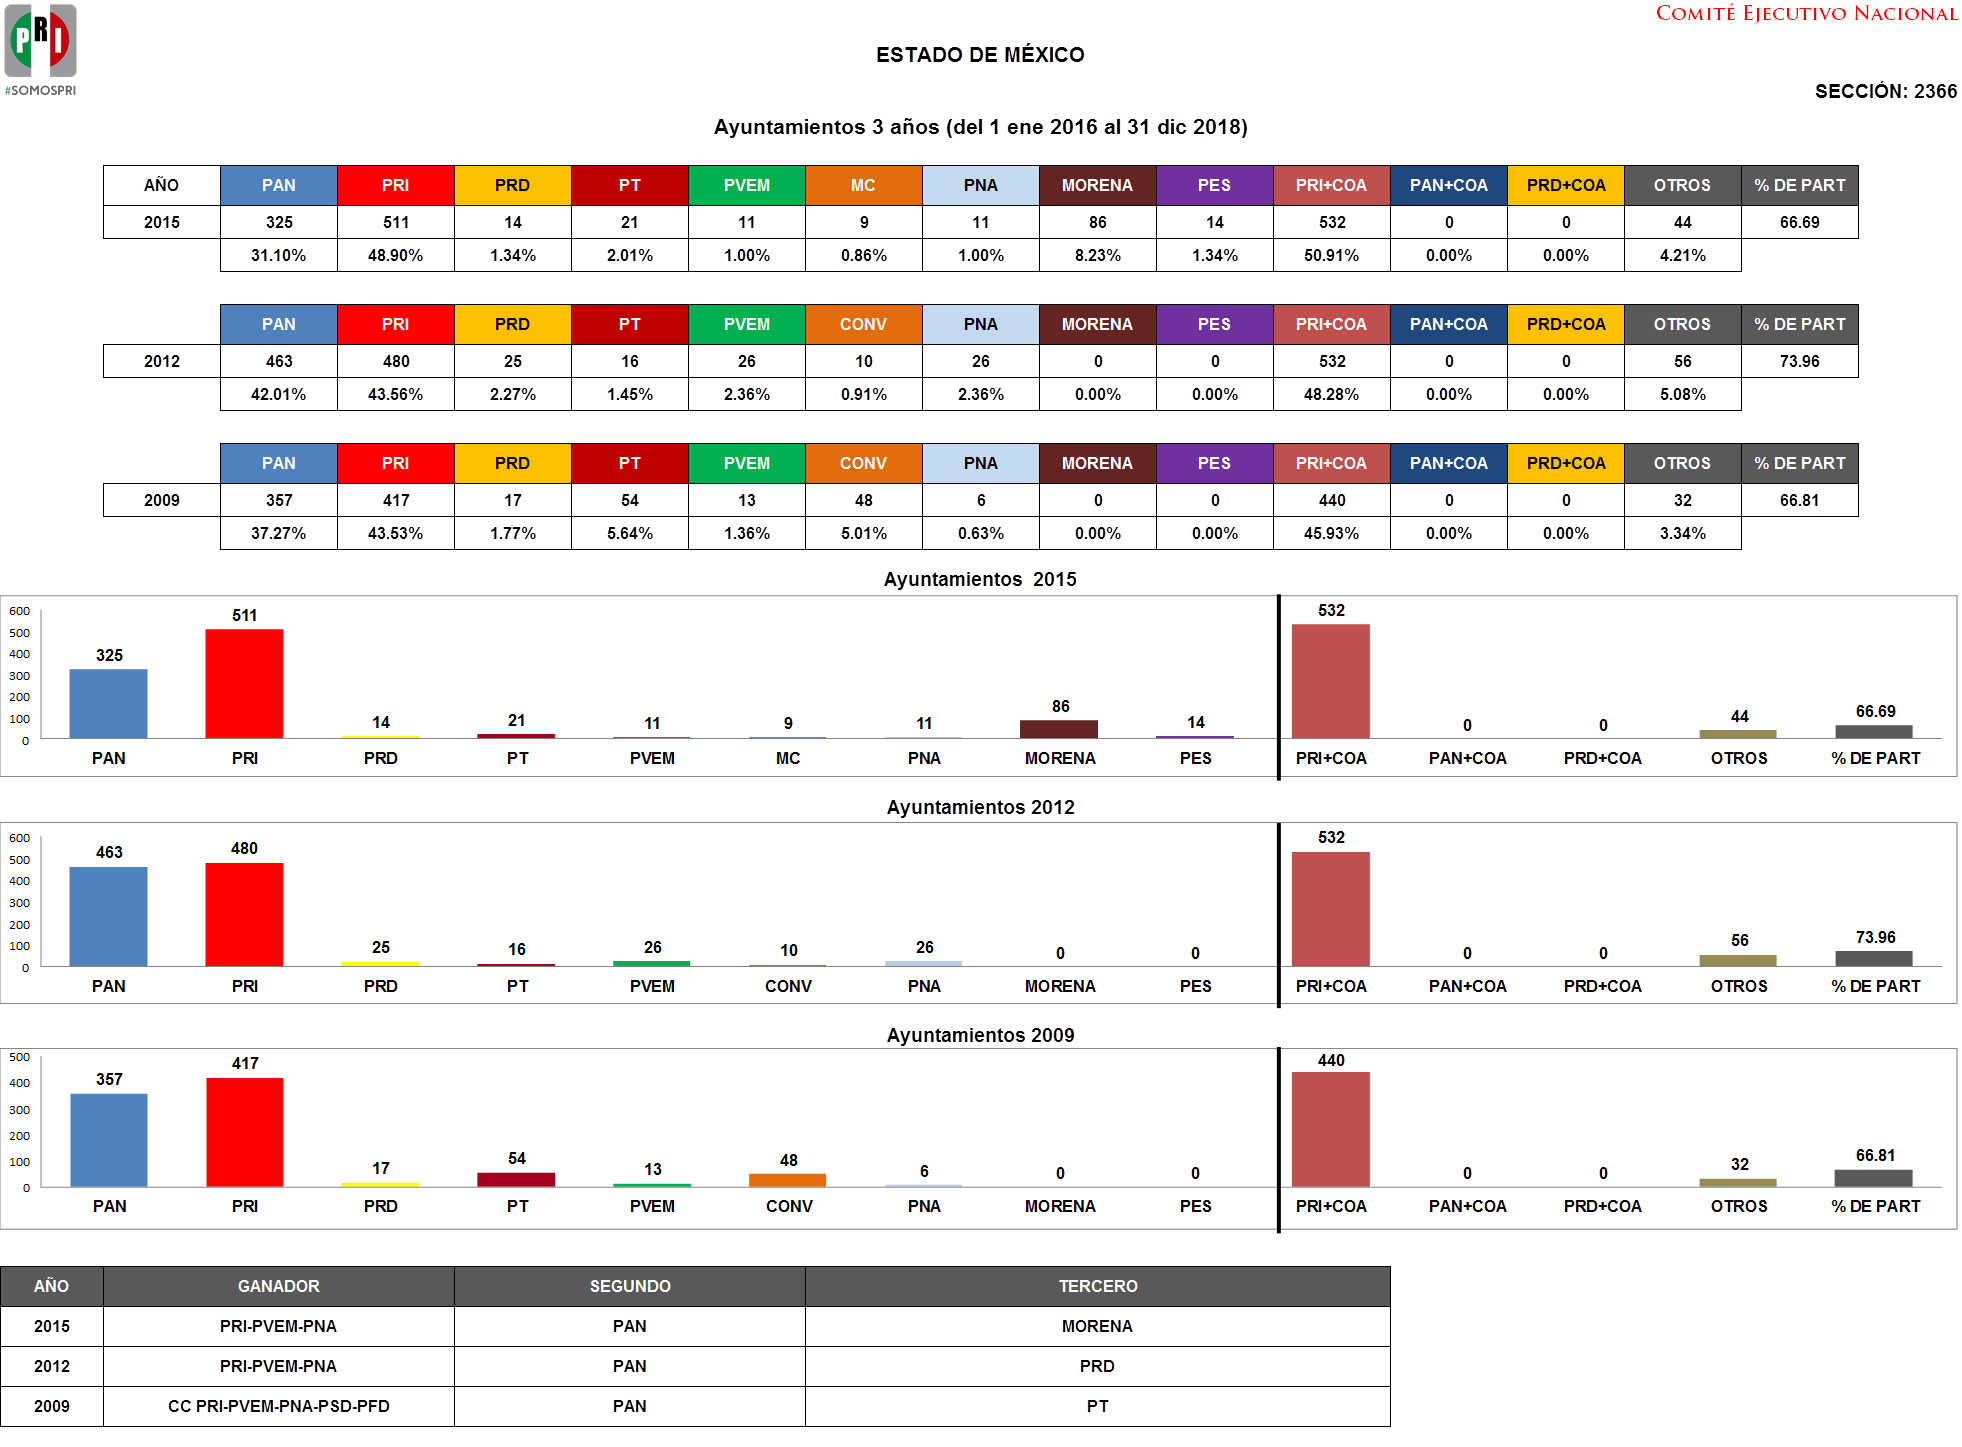 PRI
#SOMOSPRI
COMITÉ EJECUTIVO NACIONAL
ESTADO DE MÉXICO
SECCIÓN: 2366
Ayuntamientos 3 años (del 1 ene 2016 al 31 dic 2018)
AÑO PAN PRI PRD PT PVEM MC PNA MORENA PES PRI+COA PAN+COA PRD+COA OTROS % DE PART
2015 325 511 14 21 11 9 11 86 14 532 0 0 44 66.69
31.10% 48.90% 1.34% 2.01% 1.00% 0.86% 1.00% 8.23% 1.34% 50.91% 0.00% 0.00% 4.21%
PAN PRI PRD PT PVEM CONV PNA MORENA PES PRI+COA PAN+COA PRD+COA OTROS % DE PART
2012 463 480 25 16 26 10 26 0 0 532 0 0 56 73.96
42.01% 43.56% 2.27% 1.45% 2.36% 0.91% 2.36% 0.00% 0.00% 48.28% 0.00% 0.00% 5.08%
PAN PRI PRD PT PVEM CONV PNA MORENA PES PRI+COA PAN+COA PRD+COA OTROS % DE PART
2009 357 417 17 54 13 48 6 0 0 440 0 0 32 66.81
37.27% 43.53% 1.77% 5.64% 1.36% 5.01% 0.63% 0.00% 0.00% 45.93% 0.00% 0.00% 3.34%
Ayuntamientos 2015
600
500
400
300
200
100
0
325 511 14 21 11 9 11 86 14 532 0 0 44 66.69
PAN PRI PRD PT PVEM MC PNA MORENA PES PRI+COA PAN+COA PRD+COA OTROS % DE PART
Ayuntamientos 2012
600
500
400
300
200
100
0
463 480 25 16 26 10 26 0 0 532 0 0 56 73.96
PAN PRI PRD PT PVEM CONV PNA MORENA PES PRI+COA PAN+COA PRD+COA OTROS % DE PART
Ayuntamientos 2009
500
400
300
200
100
0
357 417 17 54 13 48 6 0 0 440 0 0 32 66.81
PAN PRI PRD PT PVEM CONV PNA MORENA PES PRI+COA PAN+COA PRD+COA OTROS % DE PART
AÑO GANADOR SEGUNDO TERCERO
2015 PRI-PVEM-PNA PAN MORENA
2012 PRI-PVEM-PNA PAN PRD
2009 CC PRI-PVEM-PNA-PSD-PFD PAN PT